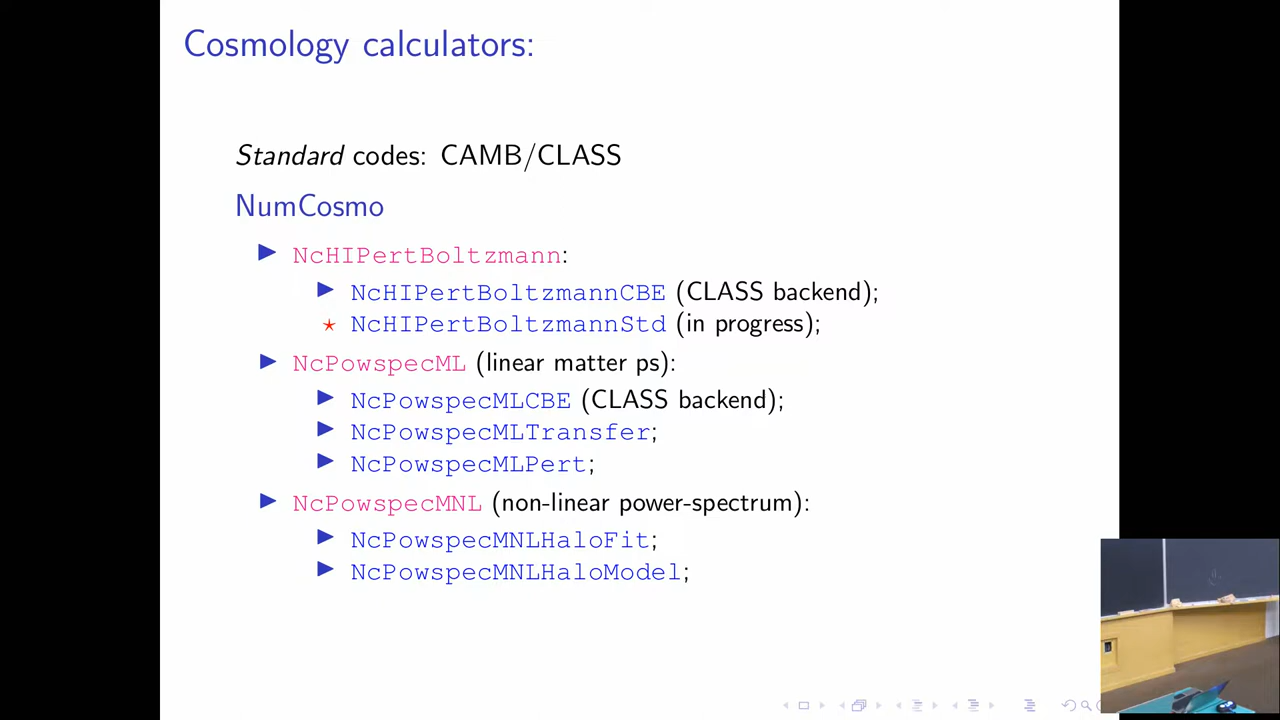 Cosmology calculators:
Standard codes: CAMB/CLASS
NumCosmo
NcHIPertBoltzmann:
NcHIPertBoltzmannCBE (CLASS backend);
NcHIPertBoltzmannStd (in progress);
NcPowspecML (linear matter ps):
NcPowspecMLCBE (CLASS backend);
NcPowspecMLTransfer;
NcPowspecMLPert;
NcPowspecMNL (non-linear power-spectrum):
NcPowspecMNLHaloFit;
NcPowspecMNLHaloModel;